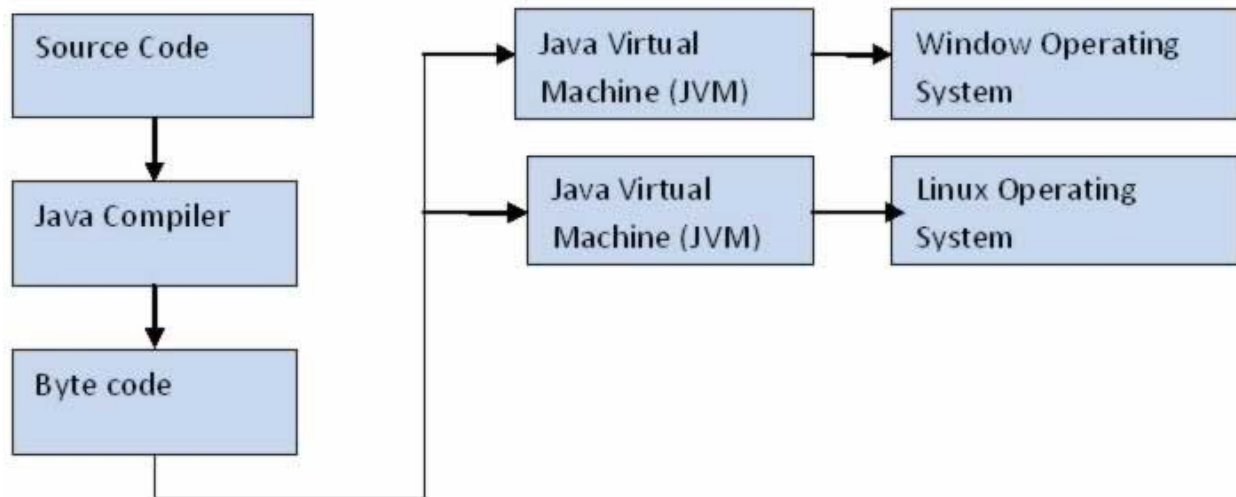 Source Code
Java Compiler
Byte code
Java Virtual
Machine (JVM)
Window Operating
System
Java Virtual
Machine (JVM)
Linux Operating
System